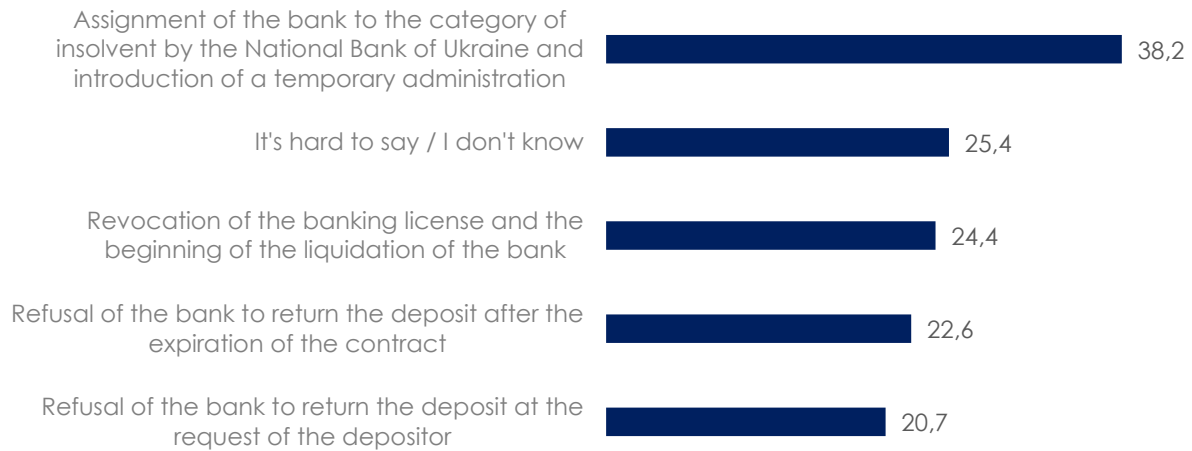 Assignment of the bank to the category of
insolvent by the National Bank of Ukraine and
introduction of a temporary administration
38,2
It's hard to say / I don't know
25,4
Revocation of the banking license and the
beginning of the liquidation of the bank
24,4
Refusal of the bank to return the deposit after the
expiration of the contract
22,6
Refusal of the bank to return the deposit at the
request of the depositor
20,7